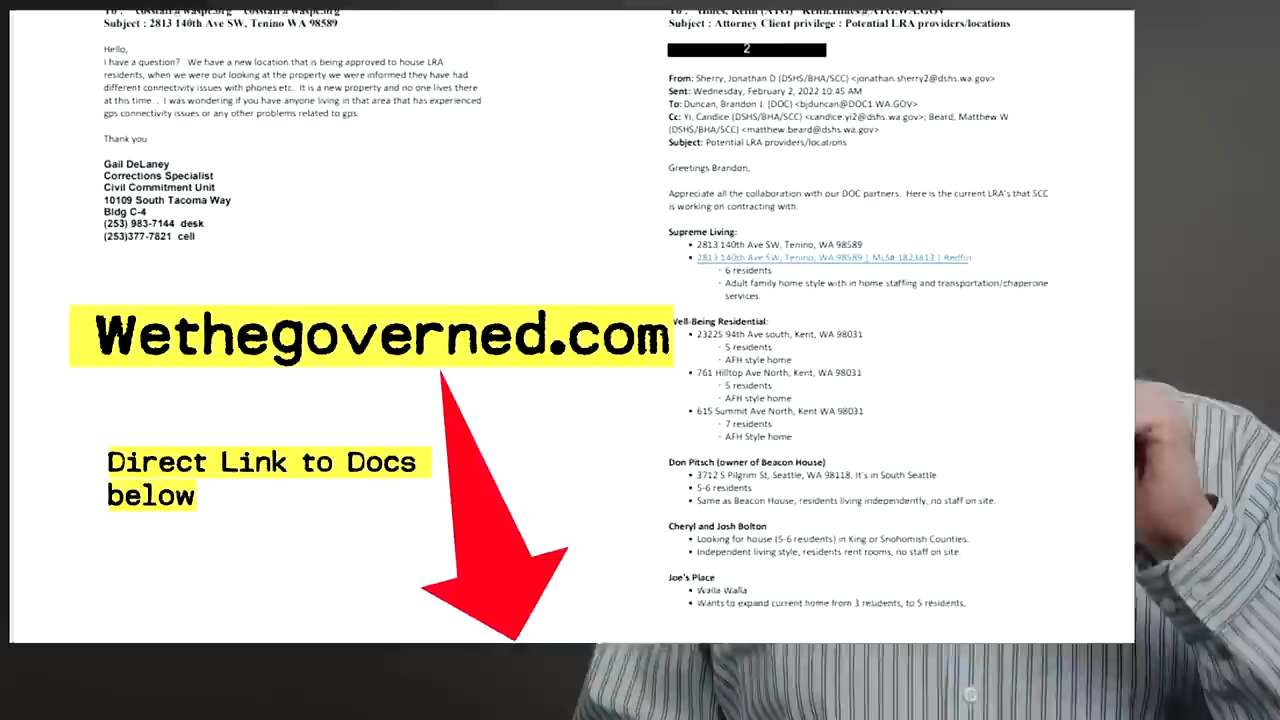 Subject : 2813 140th Ave SW, Tenino WA 98589
Hello,
I have a question? We have a new location that is being approved to house LRA
residents, when we were out looking at the property we were informed they have had
different connectivity issues with phones etc. It is a new property and no one lives there
at this time. . I was wondering if you have anyone living in that area that has experienced
gps connectivity issues or any other problems related to gps.
Thank you
Gail DeLaney
Corrections Specialist
Civil Commitment Unit
10109 South Tacoma Way
Bldg C-4
(253) 983-7144 desk
(253)377-7821 cell
Wethegoverned.com
Direct Link to Docs
below
Subject : Attorney Client privilege : Potential LRA providers/locations
2
From: Sherry, Jonathan D (DSHS/BHA/SCC) <jonathan.sherry2@dshs.wa.gov>
Sent: Wednesday, February 2, 2022 10:45 AM
To: Duncan, Brandon J. (DOC) <bjduncan@DOC1.WA.GOV>
Cc: Yi, Candice (DSHS/BHA/SCC) <candice.yi2@dshs.wa.gov>; Beard, Matthew W
(DSHS/BHA/SCC) <matthew.beard@dshs.wa.gov>
Subject: Potential LRA providers/locations
Greetings Brandon,
Appreciate all the collaboration with our DOC partners. Here is the current LRA's that SCC
is working on contracting with.
Supreme Living:
• 2813 140th Ave SW, Tenino, WA 98589
• 2813 140th Ave SW, Tenino, WA 98589 | MLS# 1823813 | Redfin
- 6 residents
- Adult family home style with in home staffing and transportation/chaperone
services.
Well-Being Residential:
• 23225 94th Ave south, Kent, WA 98031
- 5 residents
- AFH style home
• 761 Hilltop Ave North, Kent, WA 98031
- 5 residents
- AFH style home
• 615 Summit Ave North, Kent WA 98031
- 7 residents
- AFH Style home
Don Pitsch (owner of Beacon House)
• 3712 S Pilgrim St, Seattle, WA 98118. It's in South Seattle
• 5-6 residents
• Same as Beacon House, residents living independently, no staff on site.
Cheryl and Josh Bolton
• Looking for house (5-6 residents) in King or Snohomish Counties.
• Independent living style, residents rent rooms, no staff on site.
Joe's Place
• Walla Walla
• Wants to expand current home from 3 residents, to 5 residents.